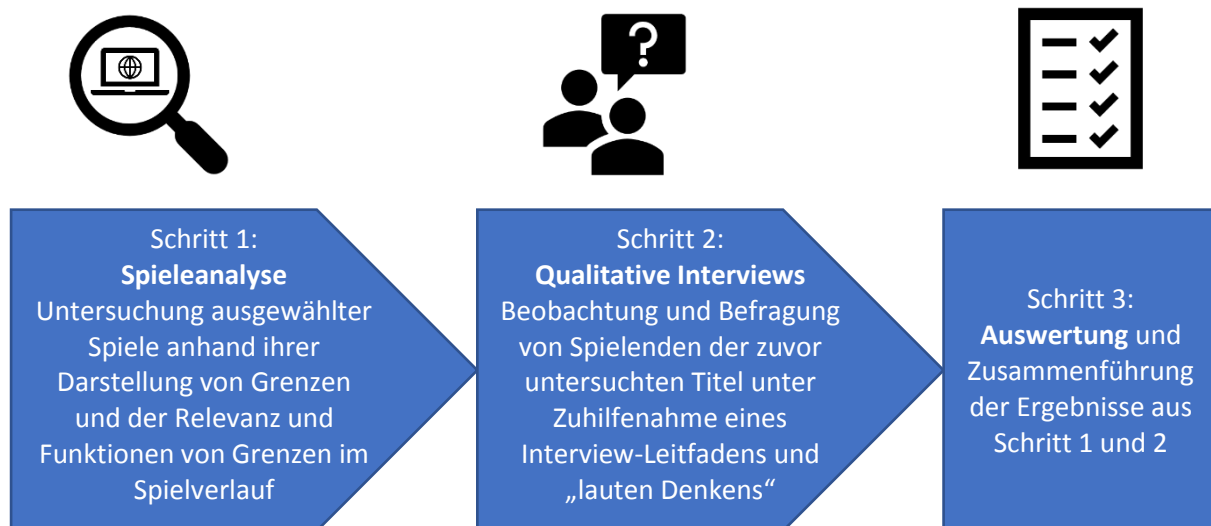 ?
Schritt 1:
Spieleanalyse
Untersuchung ausgewählter
Spiele anhand ihrer
Darstellung von Grenzen
und der Relevanz und
Funktionen von Grenzen im
Spielverlauf
Schritt 2:
Qualitative Interviews
Beobachtung und Befragung
von Spielenden der zuvor
untersuchten Titel unter
Zuhilfenahme eines
Interview-Leitfadens und
„lauten Denkens“
Schritt 3:
Auswertung und
Zusammenführung
der Ergebnisse aus
Schritt 1 und 2